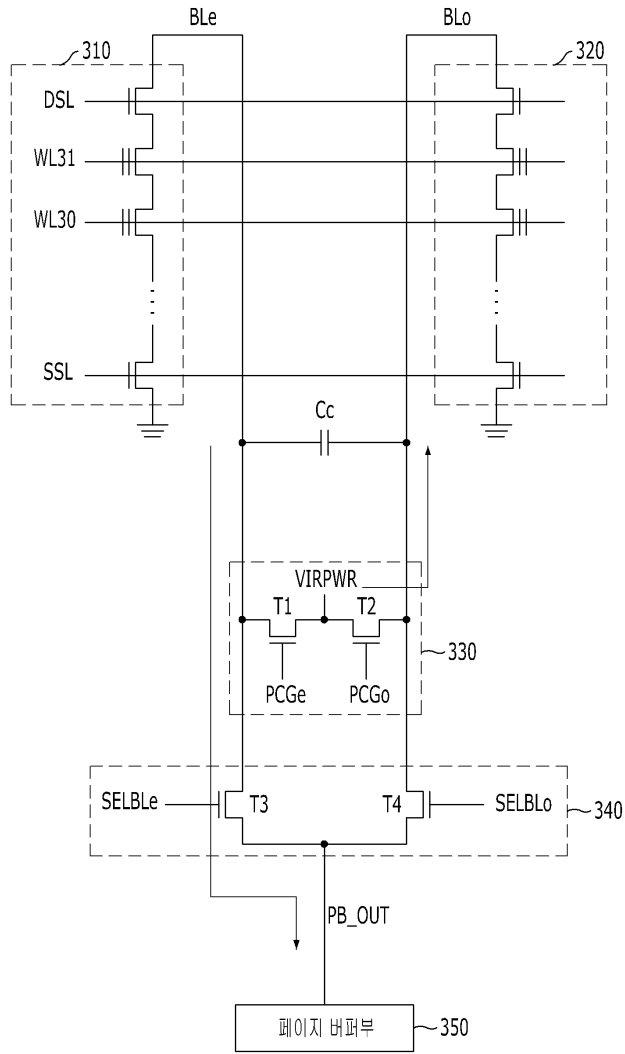 BLe
BLo
310
320
DSL
WL31
WL30
SSL
Cc
VIRPWR
T1
T2
330
PCGe
PCGo
SELBLe
T3
T4
SELBLo
340
PB_OUT
페이지 버퍼부
350